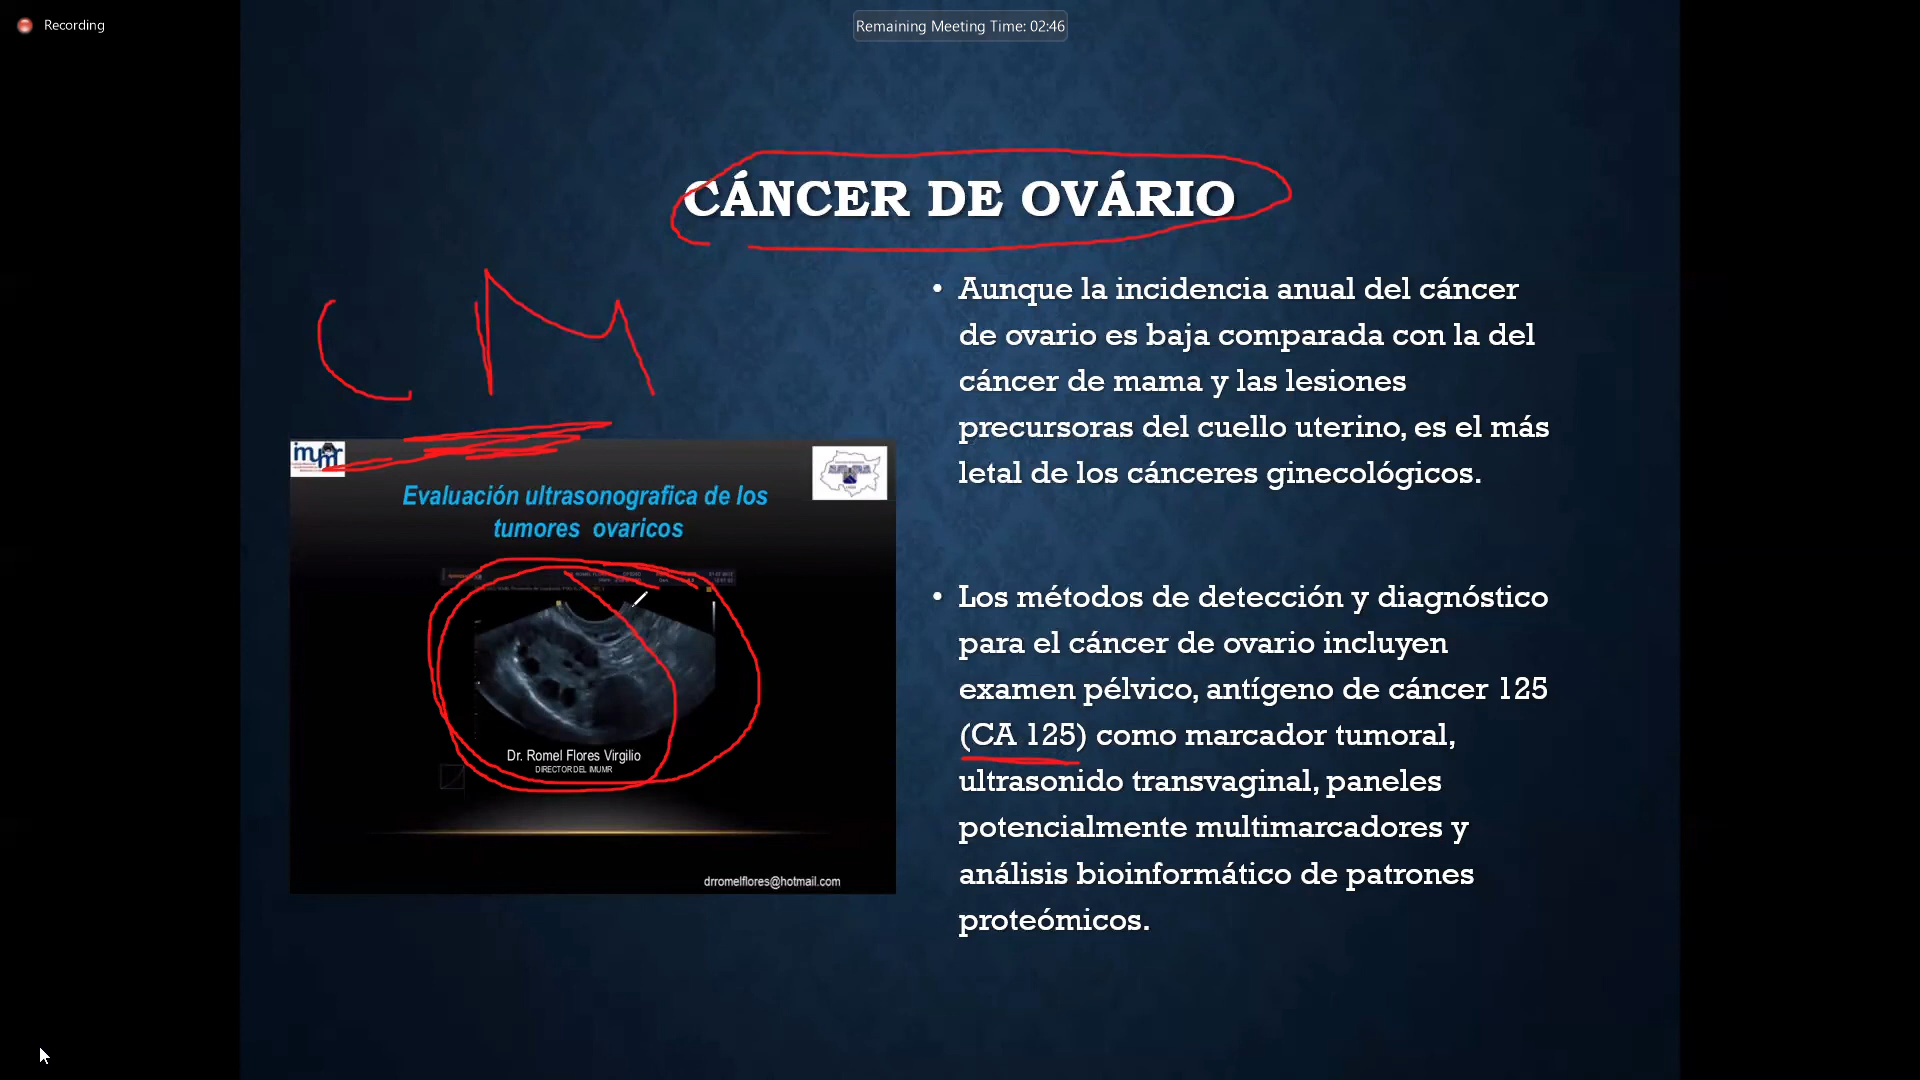 Recording
Remaining Meeting Time: 02:46
CÁNCER DE OVÁRIO
CM
Evaluación ultrasonografica de los
tumores ovaricos
Dr. Romel Flores Virgilio
DIRECTOR DEL IMUMR
drromelflores@hotmail.com
• Aunque la incidencia anual del cáncer
de ovario es baja comparada con la del
cáncer de mama y las lesiones
precursoras del cuello uterino, es el más
letal de los cánceres ginecológicos.
• Los métodos de detección y diagnóstico
para el cáncer de ovario incluyen
examen pélvico, antígeno de cáncer 125
(CA 125) como marcador tumoral,
ultrasonido transvaginal, paneles
potencialmente multimarcadores y
análisis bioinformático de patrones
proteómicos.